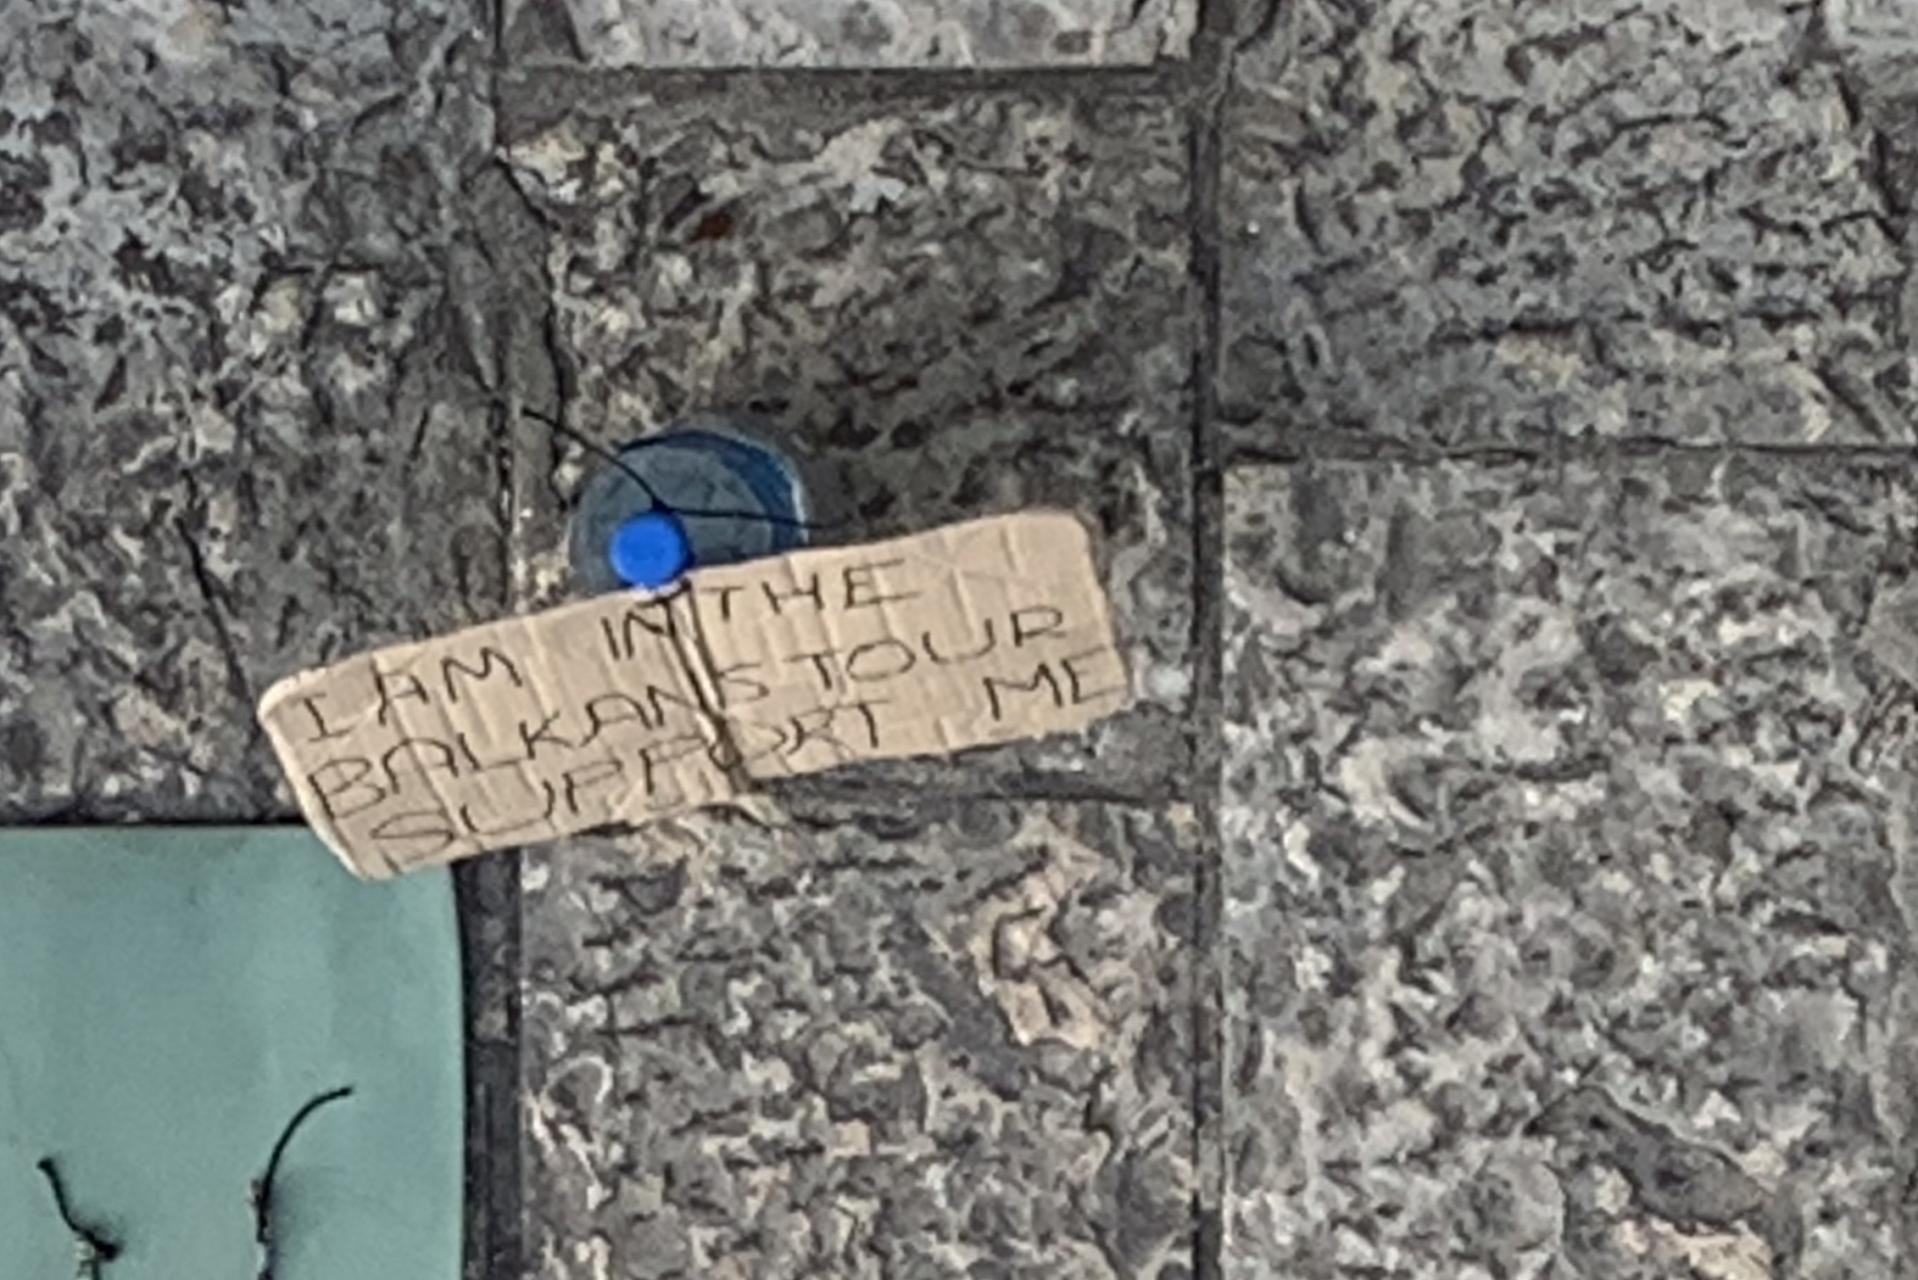 I AM IN THE
BALKANS TOUR
SUPPORT ME